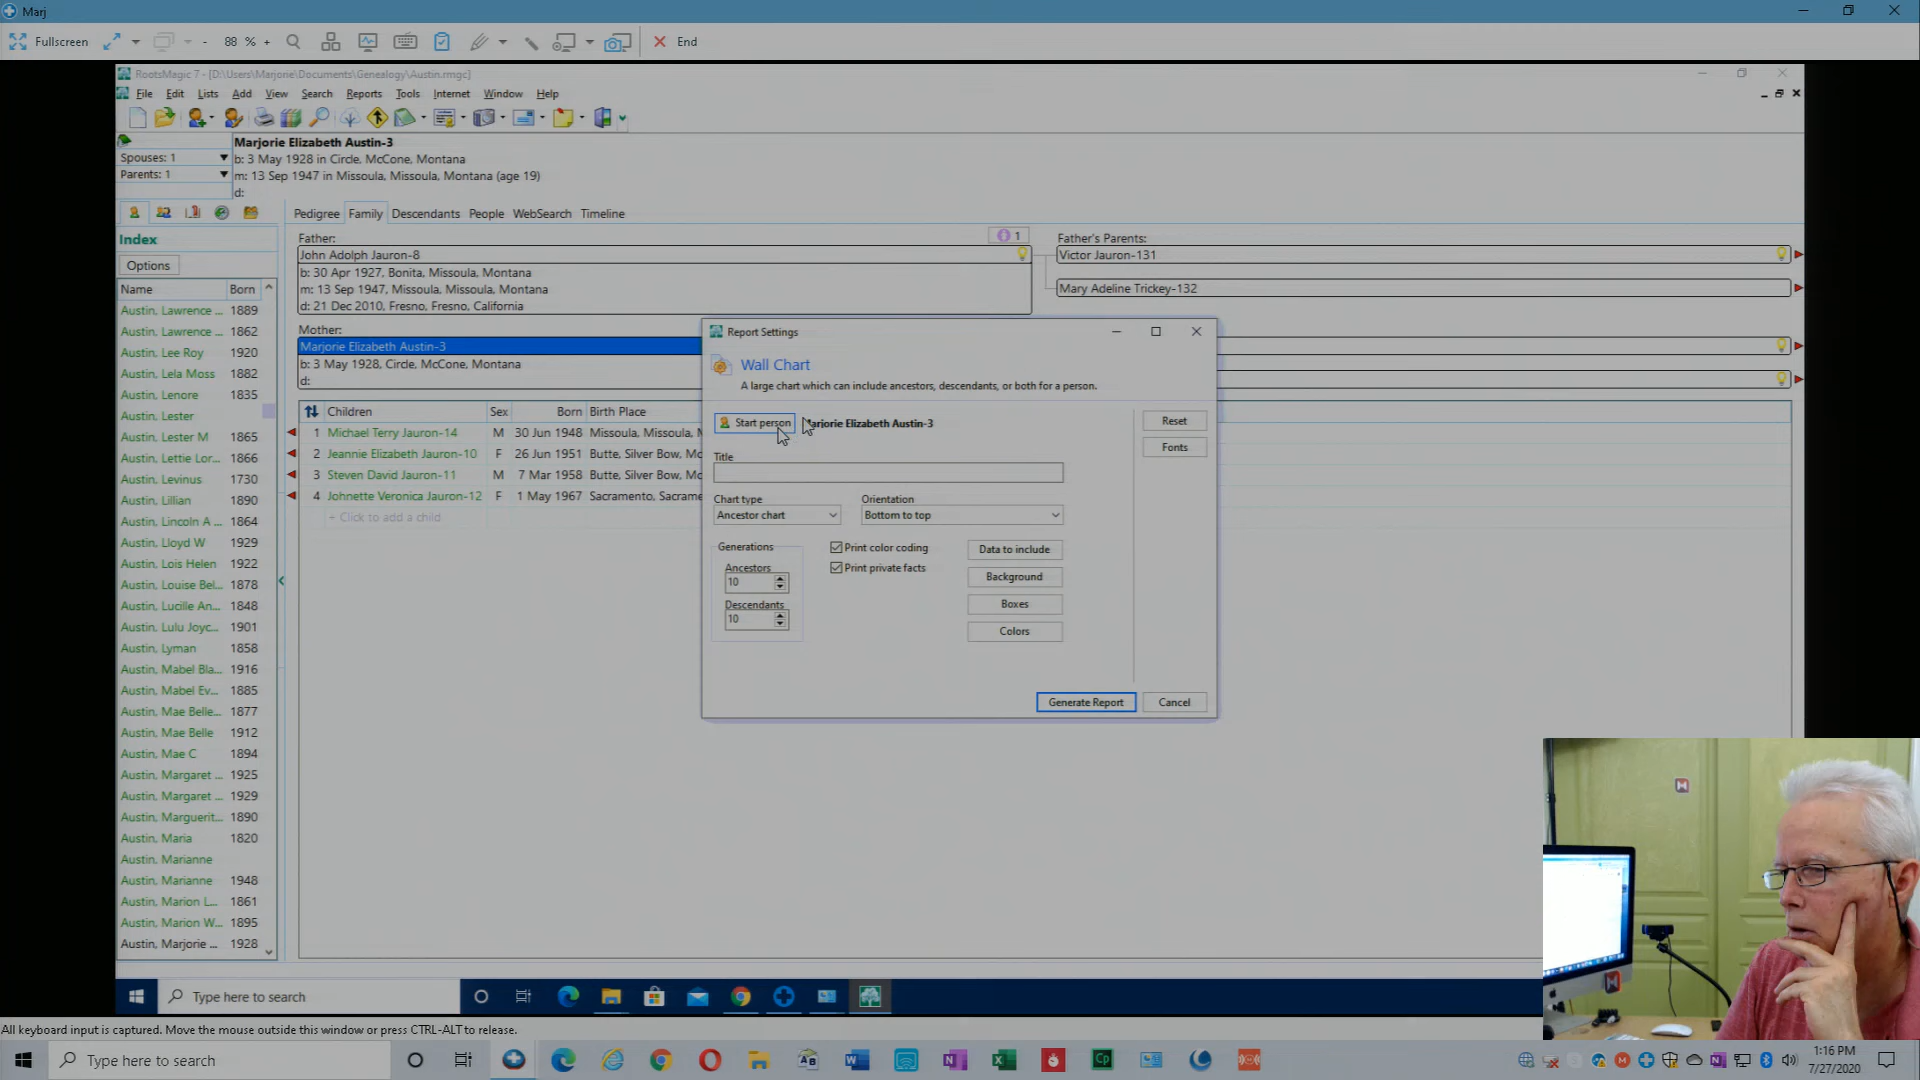 Marj
Fullscreen
- 88 % +
End
RootsMagic 7 - [D:\Users\Marjorie\Documents\Genealogy\Austin.rmgc]
File Edit Lists Add View Search Reports Tools Internet Window Help
Marjorie Elizabeth Austin-3
Spouses: 1
b: 3 May 1928 in Circle, McCone, Montana
Parents: 1
m: 13 Sep 1947 in Missoula, Missoula, Montana (age 19)
d:
Pedigree Family Descendants People WebSearch Timeline
Index
Options
Name Born
Austin, Lawrence ... 1889
Austin, Lawrence ... 1862
Austin, Lee Roy 1920
Austin, Lela Moss 1882
Austin, Lenore 1835
Austin, Lester
Austin, Lester M 1865
Austin, Lettie Lor... 1866
Austin, Levinus 1730
Austin, Lillian 1890
Austin, Lincoln A ... 1864
Austin, Lloyd W 1929
Austin, Lois Helen 1922
Austin, Louise Bel... 1878
Austin, Lucille An... 1848
Austin, Lulu Joyc... 1901
Austin, Lyman 1858
Austin, Mabel Bla... 1916
Austin, Mabel Ev... 1885
Austin, Mae Belle... 1877
Austin, Mae Belle 1912
Austin, Mae C 1894
Austin, Margaret ... 1925
Austin, Margaret ... 1929
Austin, Marguerit... 1890
Austin, Maria 1820
Austin, Marianne
Austin, Marianne 1948
Austin, Marion L... 1861
Austin, Marion W... 1895
Austin, Marjorie ... 1928
Father:
1
John Adolph Jauron-8
b: 30 Apr 1927, Bonita, Missoula, Montana
m: 13 Sep 1947, Missoula, Missoula, Montana
d: 21 Dec 2010, Fresno, Fresno, California
Father's Parents:
Victor Jauron-131
Mary Adeline Trickey-132
Mother:
Marjorie Elizabeth Austin-3
b: 3 May 1928, Circle, McCone, Montana
d:
Children Sex Born Birth Place
1 Michael Terry Jauron-14 M 30 Jun 1948 Missoula, Missoula, M
2 Jeannie Elizabeth Jauron-10 F 26 Jun 1951 Butte, Silver Bow, Mo
3 Steven David Jauron-11 M 7 Mar 1958 Butte, Silver Bow, Mo
4 Johnette Veronica Jauron-12 F 1 May 1967 Sacramento, Sacrame
+ Click to add a child
Report Settings
Wall Chart
A large chart which can include ancestors, descendants, or both for a person.
Start person
Marjorie Elizabeth Austin-3
Reset
Fonts
Title
Chart type
Ancestor chart
Orientation
Bottom to top
Generations
Ancestors
10
Descendants
10
Print color coding
Print private facts
Data to include
Background
Boxes
Colors
Generate Report
Cancel
Type here to search
All keyboard input is captured. Move the mouse outside this window or press CTRL-ALT to release.
Type here to search
1:16 PM
7/27/2020